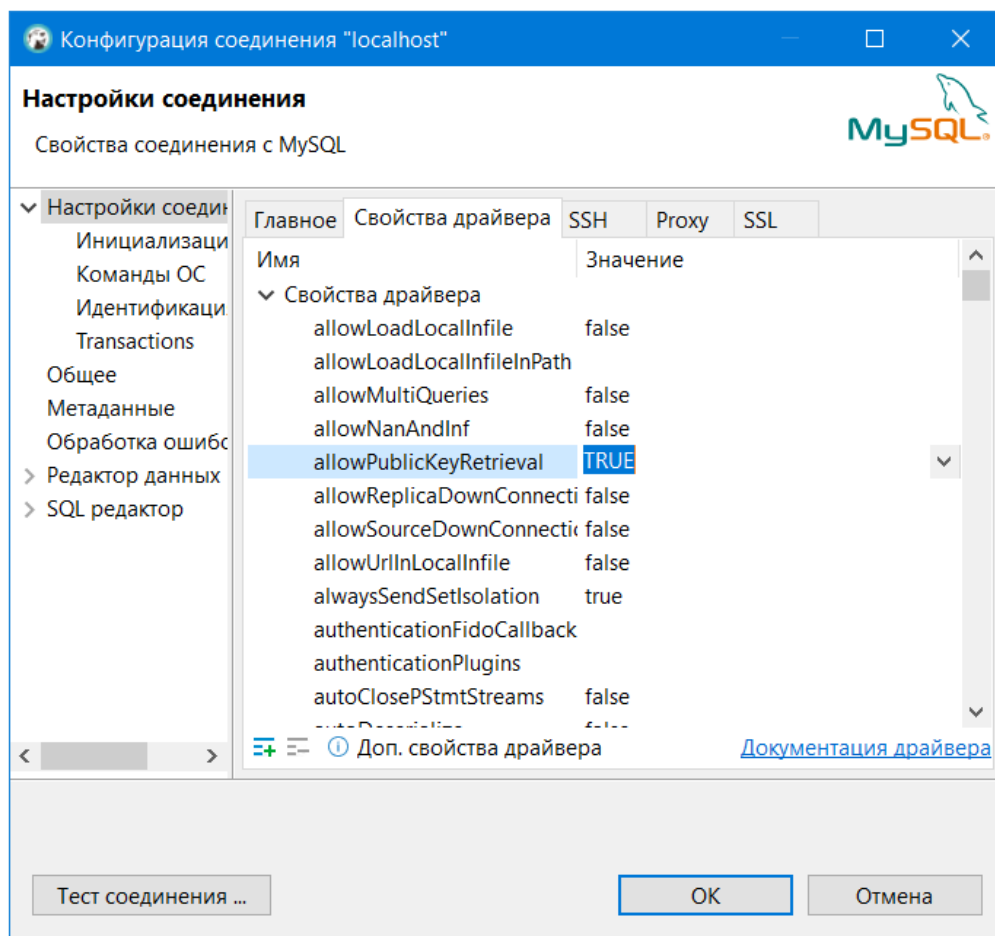 Конфигурация соединения "localhost"
Настройки соединения
Свойства соединения с MySQL
MySQL
Настройки соедин
Инициализаци
Команды ОС
Идентификаци
Transactions
Общее
Метаданные
Обработка ошибо
Редактор данных
SQL редактор
Главное Свойства драйвера SSH Proxy SSL
Имя Значение
Свойства драйвера
allowLoadLocalInfile false
allowLoadLocalInfileInPath
allowMultiQueries false
allowNanAndInf false
allowPublicKeyRetrieval TRUE
allowReplicaDownConnecti false
allowSourceDownConnectio false
allowUrlInLocalInfile false
alwaysSendSetIsolation true
authenticationFidoCallback
authenticationPlugins
autoClosePStmtStreams false
Доп. свойства драйвера Документация драйвера
Тест соединения ... ОК Отмена